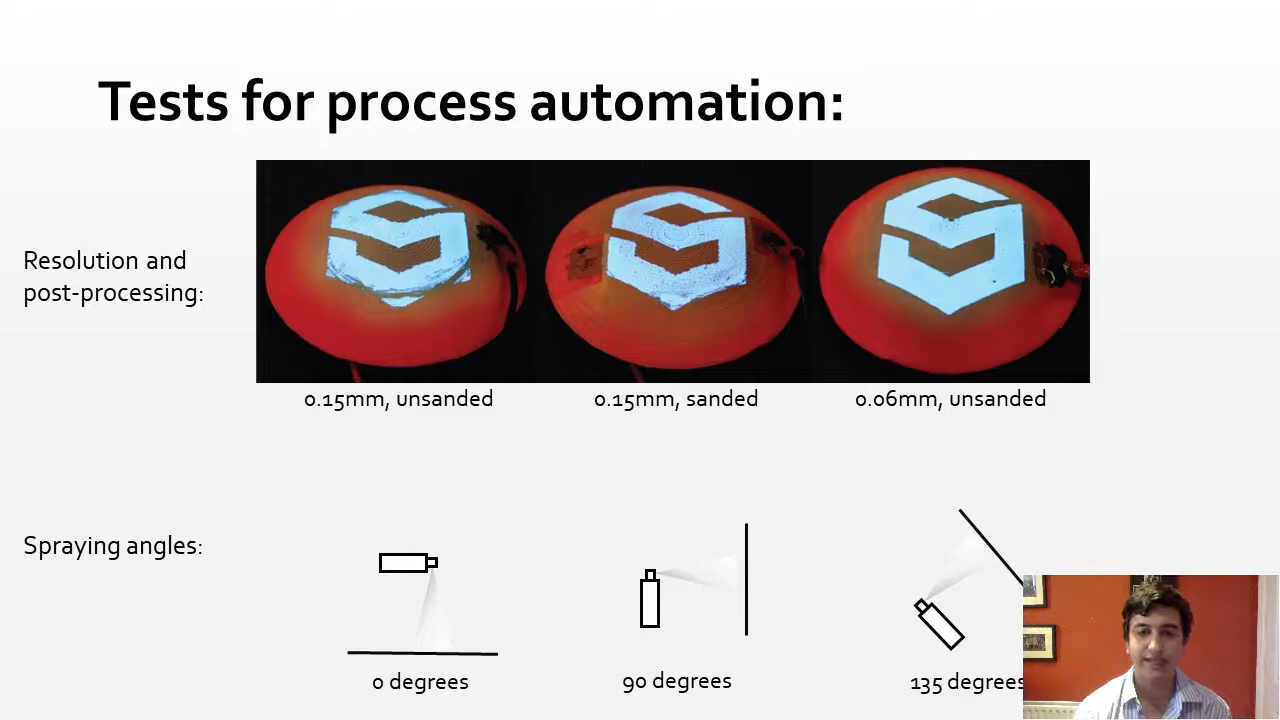 Tests for process automation:
Resolution and
post-processing:
0.15mm, unsanded
0.15mm, sanded
0.06mm, unsanded
Spraying angles:
0 degrees
90 degrees
135 degrees